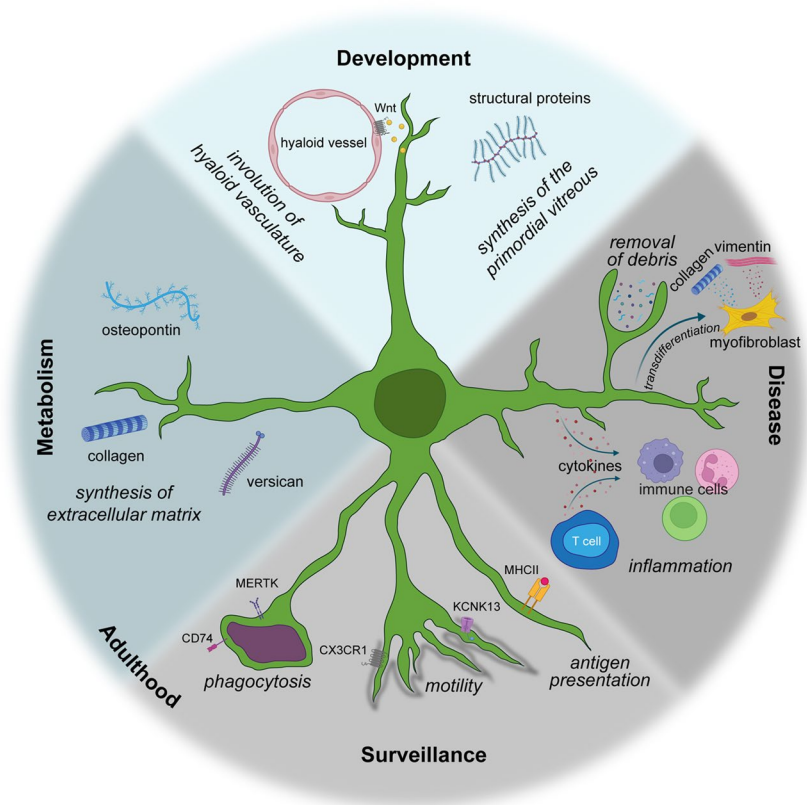 Development
Wnt
structural proteins
hyaloid vessel
involution of
hyaloid vasculature
synthesis of the
primordial vitreous
removal
of debris
collagen
vimentin
transdifferentiation
myofibroblast
Disease
cytokines
immune cells
T cell
inflammation
osteopontin
Metabolism
collagen
versican
synthesis of
extracellular matrix
Adulthood
MERTK
CD74
phagocytosis
CX3CR1
KCNK13
motility
MHCII
antigen
presentation
Surveillance